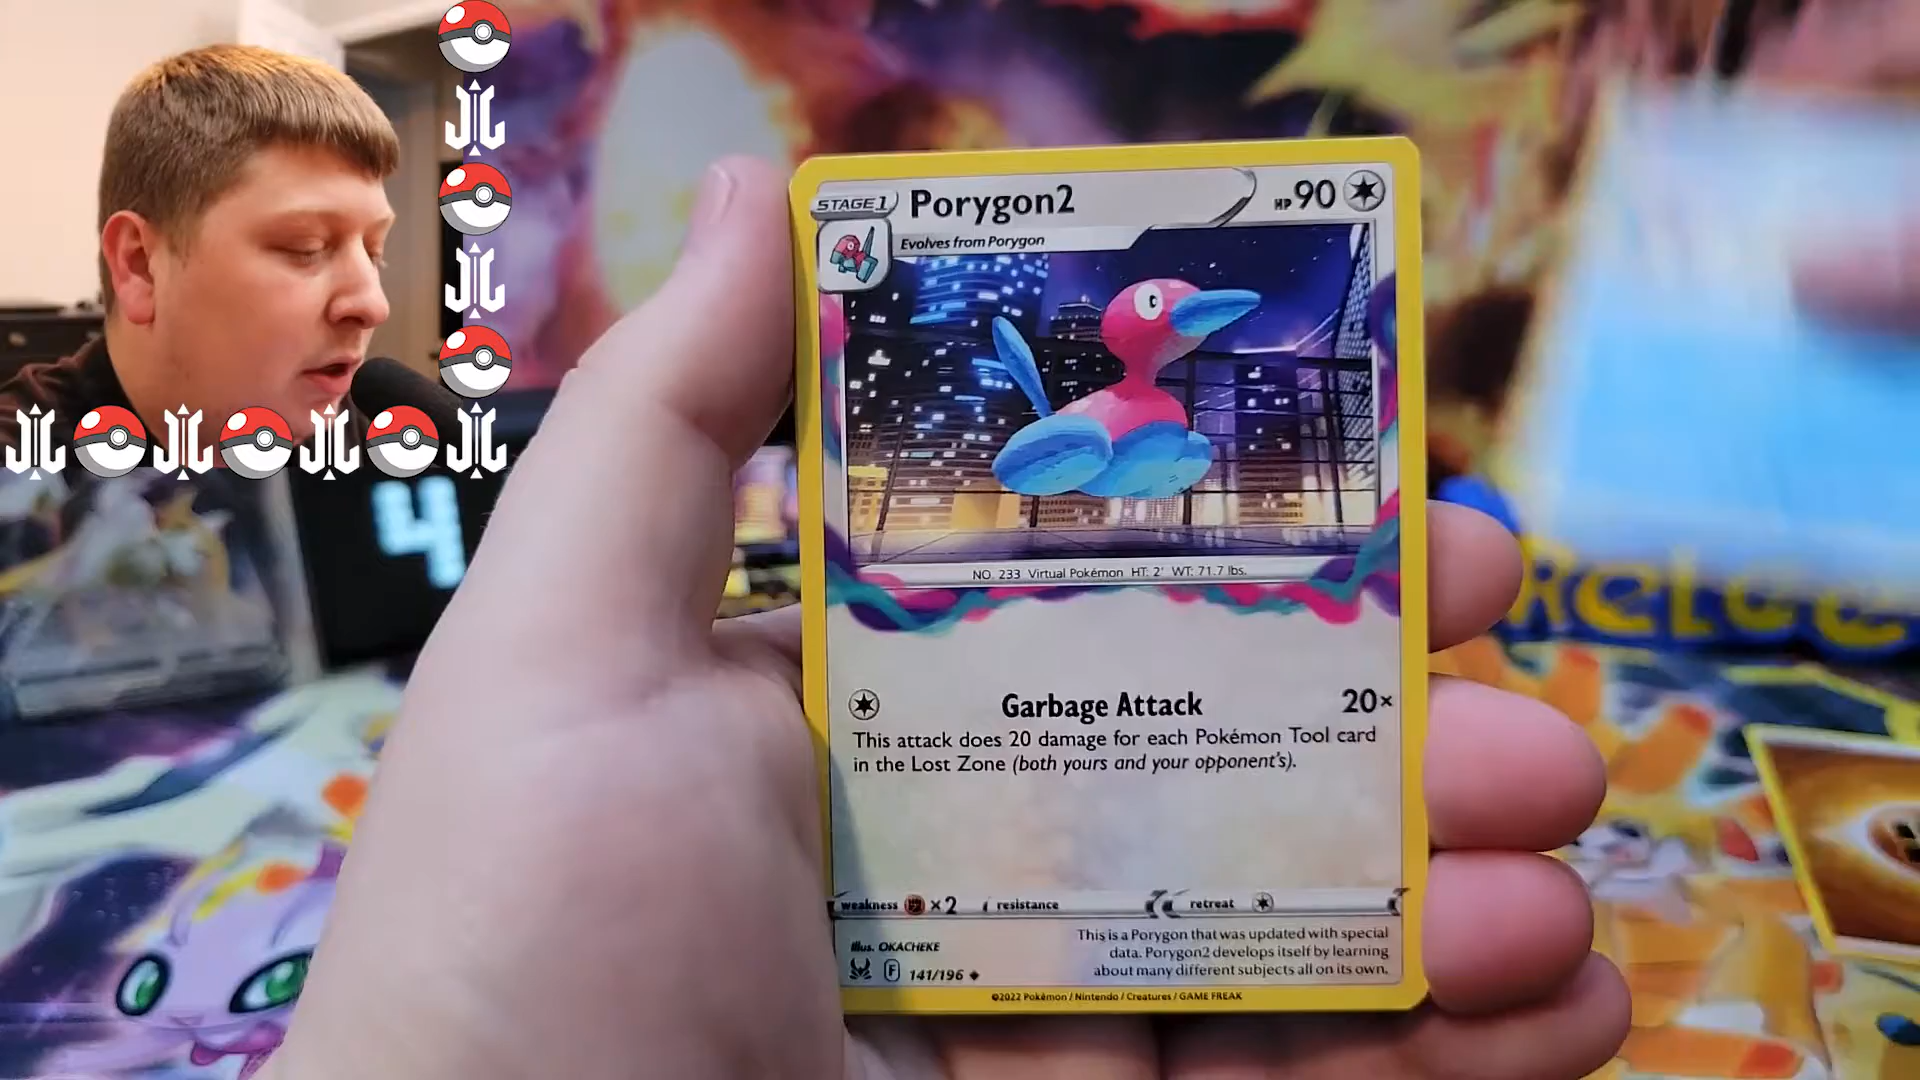 STAGE1 Porygon2 HP 90
Evolves from Porygon
NO. 233 Virtual Pokémon HT: 2' WT: 71.7 lbs.
Garbage Attack 20×
This attack does 20 damage for each Pokémon Tool card
in the Lost Zone (both yours and your opponent's).
weakness ×2 resistance retreat
Illus. OKACHEKE
F 141/196
This is a Porygon that was updated with special
data. Porygon2 develops itself by learning
about many different subjects all on its own.
©2022 Pokémon / Nintendo / Creatures / GAME FREAK
4